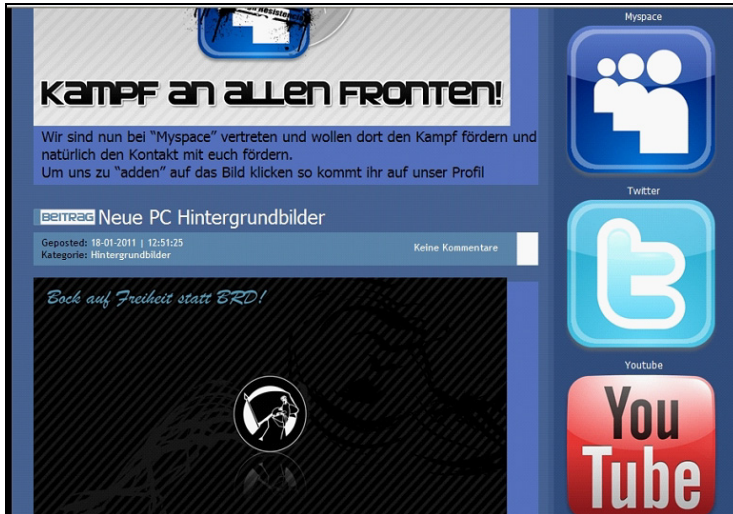 Resistence
KAMPF AN ALLEN FRONTEN!
Wir sind nun bei “Myspace” vertreten und wollen dort den Kampf fördern und
natürlich den Kontakt mit euch fördern.
Um uns zu “adden” auf das Bild klicken so kommt ihr auf unser Profil
BEITRAG Neue PC Hintergrundbilder
Geposted: 18-01-2011 | 12:51:25
Keine Kommentare
Kategorie: Hintergrundbilder
Bock auf Freiheit statt BRD!
Myspace
Twitter
t
Youtube
You
Tube